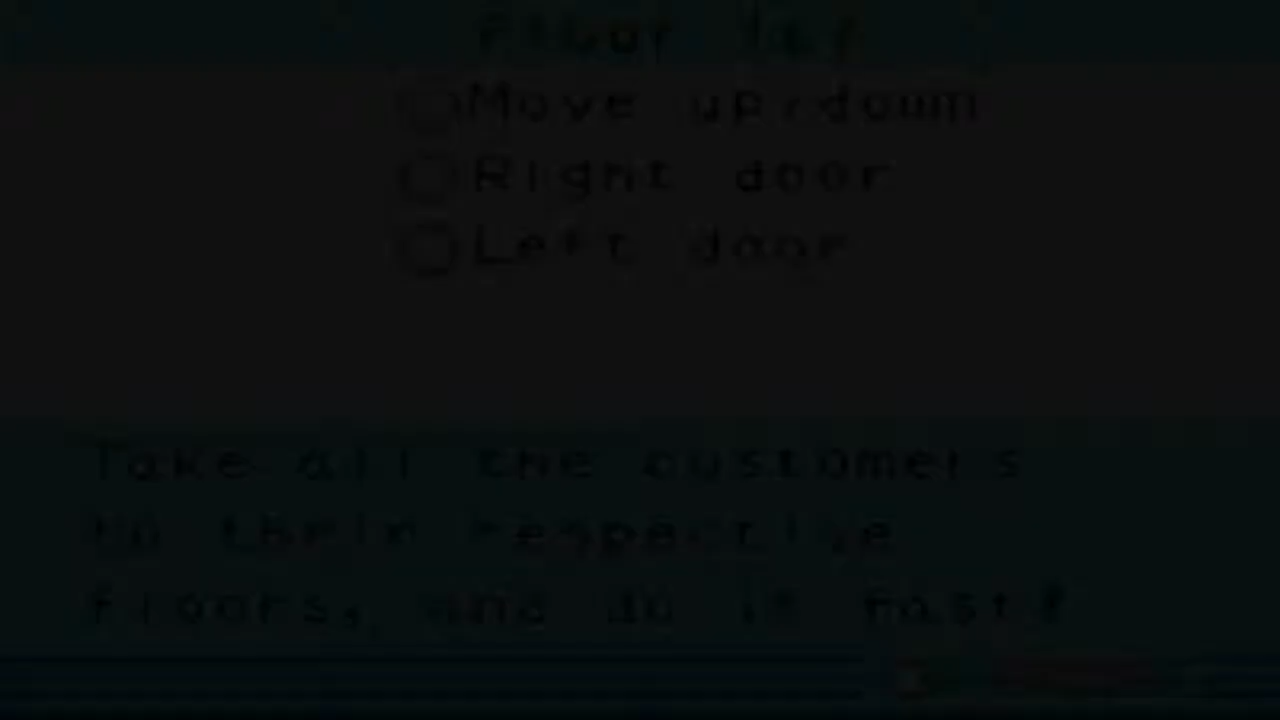 Move up/down
Right door
Left door
Take all the customers
to their respective
floors, and do it fast!